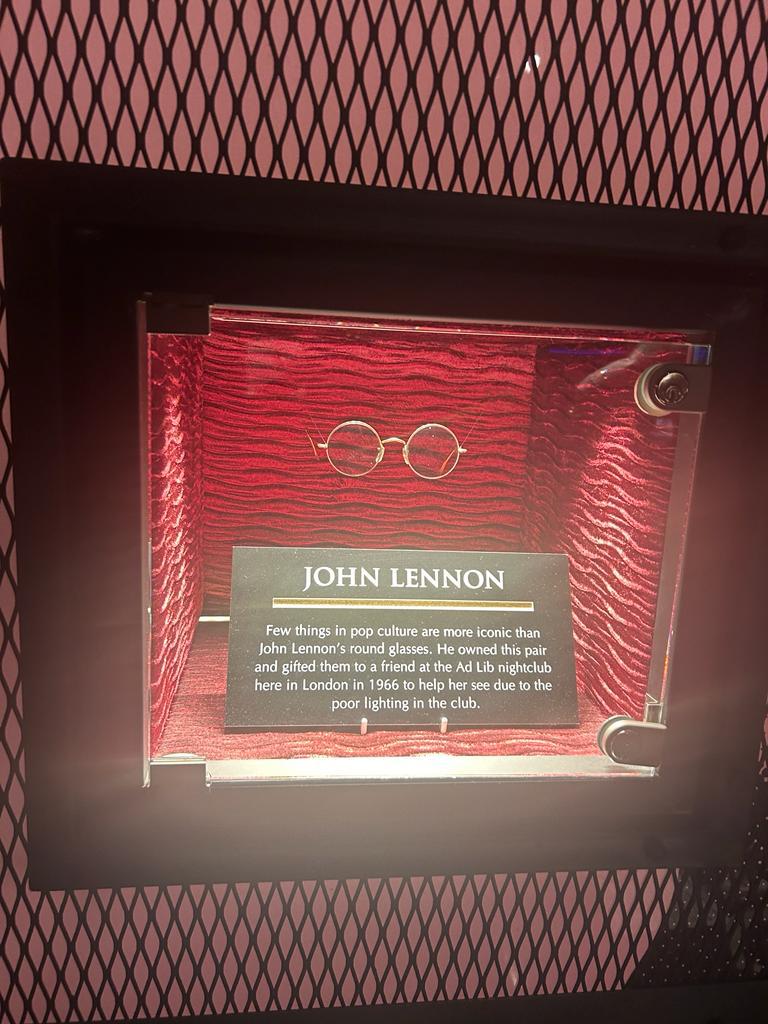 JOHN LENNON
Few things in pop culture are more iconic than
John Lennon's round glasses. He owned this pair
and gifted them to a friend at the Ad Lib nightclub
here in London in 1966 to help her see due to the
poor lighting in the club.